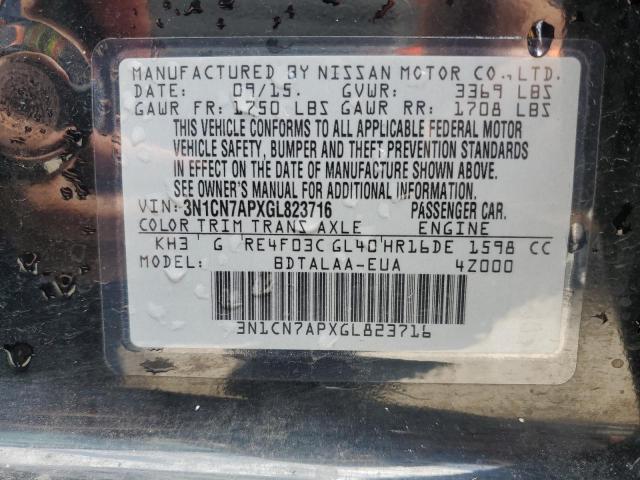 MANUFACTURED BY NISSAN MOTOR CO., LTD.
DATE: 09/15. GVWR: 3369 LBS
GAWR FR: 1750 LBS GAWR RR: 1708 LBS
THIS VEHICLE CONFORMS TO ALL APPLICABLE FEDERAL MOTOR
VEHICLE SAFETY, BUMPER AND THEFT PREVENTION STANDARDS
IN EFFECT ON THE DATE OF MANUFACTURE SHOWN ABOVE.
SEE OWNER'S MANUAL FOR ADDITIONAL INFORMATION.
VIN: 3N1CN7APXGL823716 PASSENGER CAR.
COLOR TRIM TRANS AXLE ENGINE
KH3 G RE4F03C GL40 HR16DE 1598 CC
MODEL: BDTALAA-EUA 4Z000
3N1CN7APXGL823716